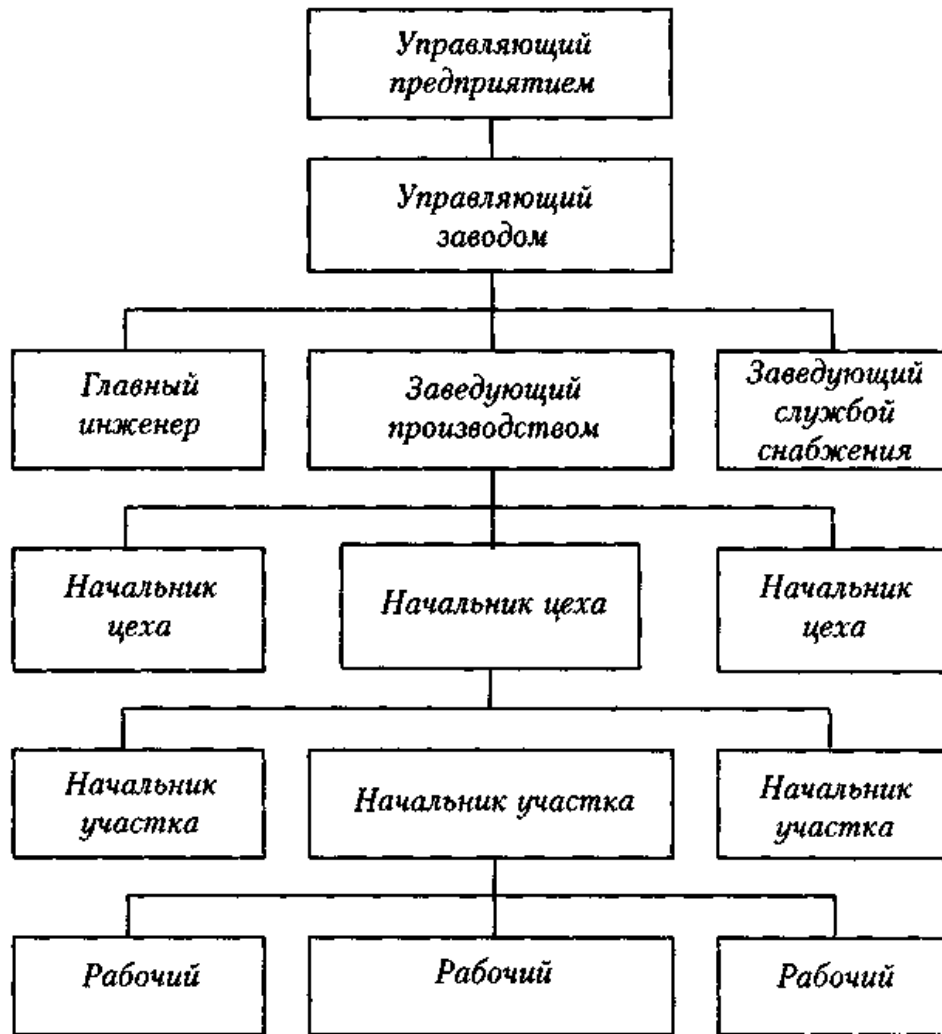 Управляющий
предприятием
Управляющий
заводом
Главный
инженер
Заведующий
производством
Заведующий
службой
снабжения
Начальник
цеха
Начальник цеха
Начальник
цеха
Начальник
участка
Начальник участка
Начальник
участка
Рабочий
Рабочий
Рабочий